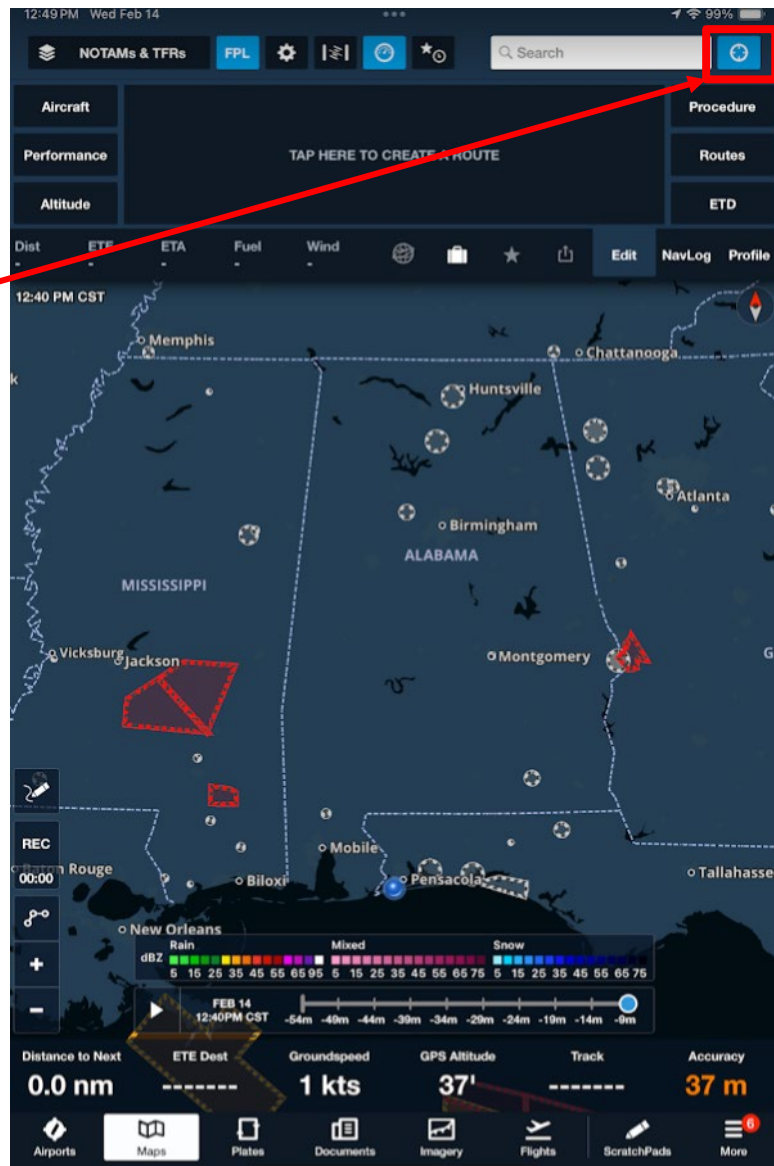 12:49 PM Wed Feb 14
99%
NOTAMs & TFRs FPL Search
Aircraft
Performance
Altitude
TAP HERE TO CREATE A ROUTE
Procedure
Routes
ETD
Dist ETE ETA Fuel Wind Edit NavLog Profile
- - - - -
12:40 PM CST
Memphis
Chattanooga
k
Huntsville
Atlanta
Birmingham
ALABAMA
MISSISSIPPI
Vicksburg
Jackson
Montgomery
G
REC
00:00
Baton Rouge
Mobile
Biloxi
Pensacola
Tallahasse
New Orleans
Rain Mixed Snow
dBZ
5 15 25 35 45 55 65 95 5 15 25 35 45 55 65 75 5 15 25 35 45 55 65 75
FEB 14
12:40PM CST
-54m -49m -44m -39m -34m -29m -24m -19m -14m -9m
Distance to Next ETE Dest Groundspeed GPS Altitude Track Accuracy
0.0 nm ------- 1 kts 37' ------- 37 m
6
Airports Maps Plates Documents Imagery Flights ScratchPads More